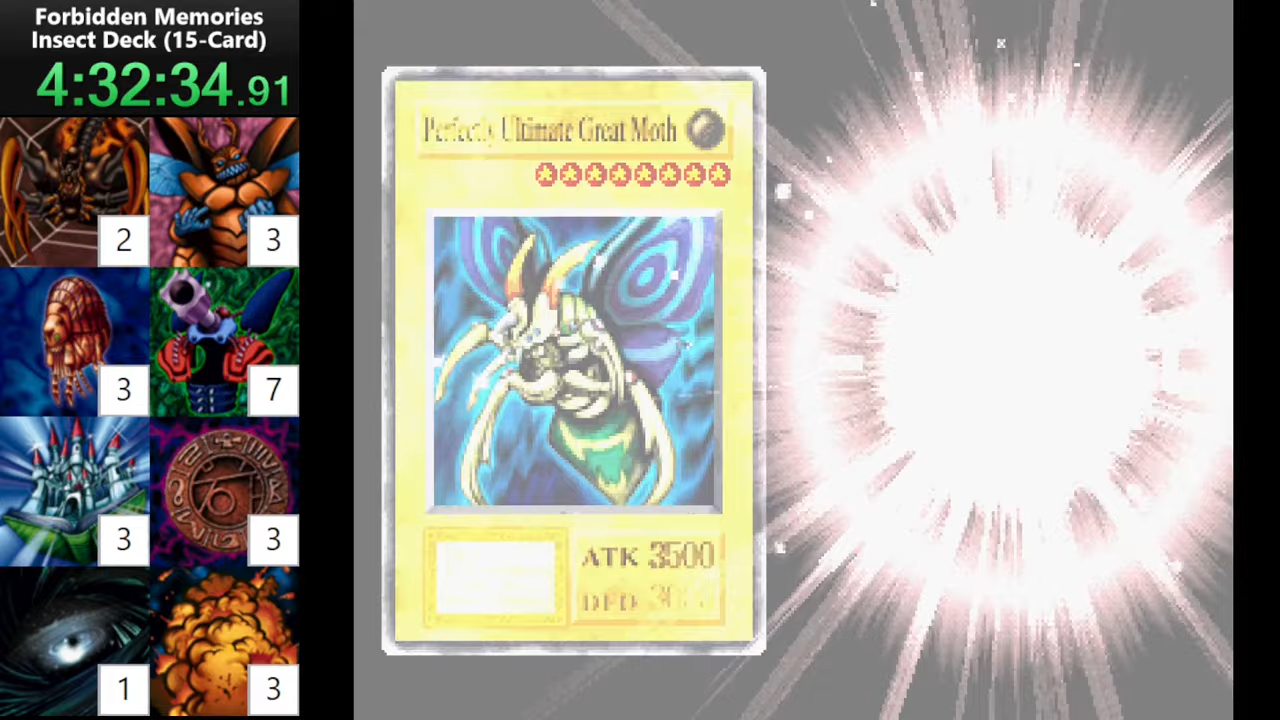 Forbidden Memories
Insect Deck (15-Card)
4:32:34.91
2
3
3
7
3
3
1
3
Perfectly Ultimate Great Moth
ATK 3500